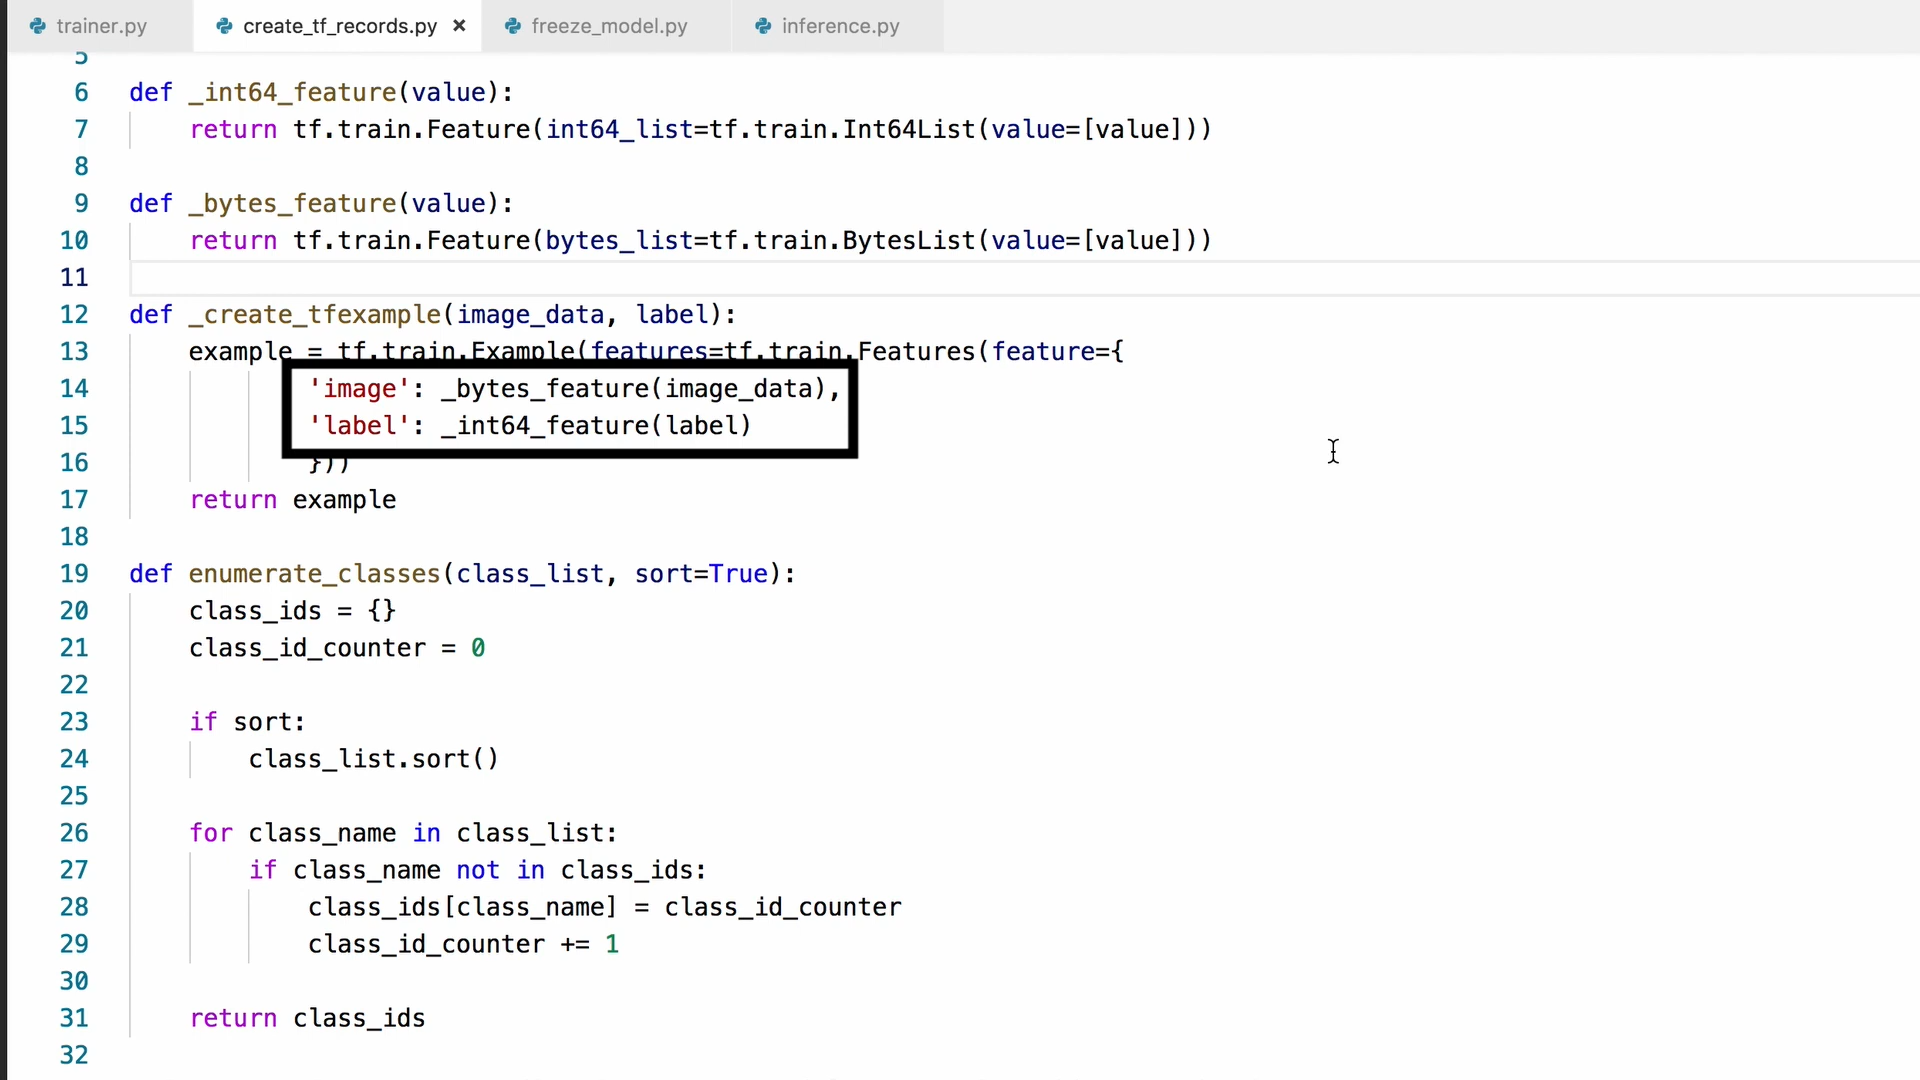 trainer.py create_tf_records.py × freeze_model.py inference.py
5
6 def _int64_feature(value):
7 return tf.train.Feature(int64_list=tf.train.Int64List(value=[value]))
8
9 def _bytes_feature(value):
10 return tf.train.Feature(bytes_list=tf.train.BytesList(value=[value]))
11
12 def _create_tfexample(image_data, label):
13 example = tf.train.Example(features=tf.train.Features(feature={
14 'image': _bytes_feature(image_data),
15 'label': _int64_feature(label)
16 }))
17 return example
18
19 def enumerate_classes(class_list, sort=True):
20 class_ids = {}
21 class_id_counter = 0
22
23 if sort:
24 class_list.sort()
25
26 for class_name in class_list:
27 if class_name not in class_ids:
28 class_ids[class_name] = class_id_counter
29 class_id_counter += 1
30
31 return class_ids
32